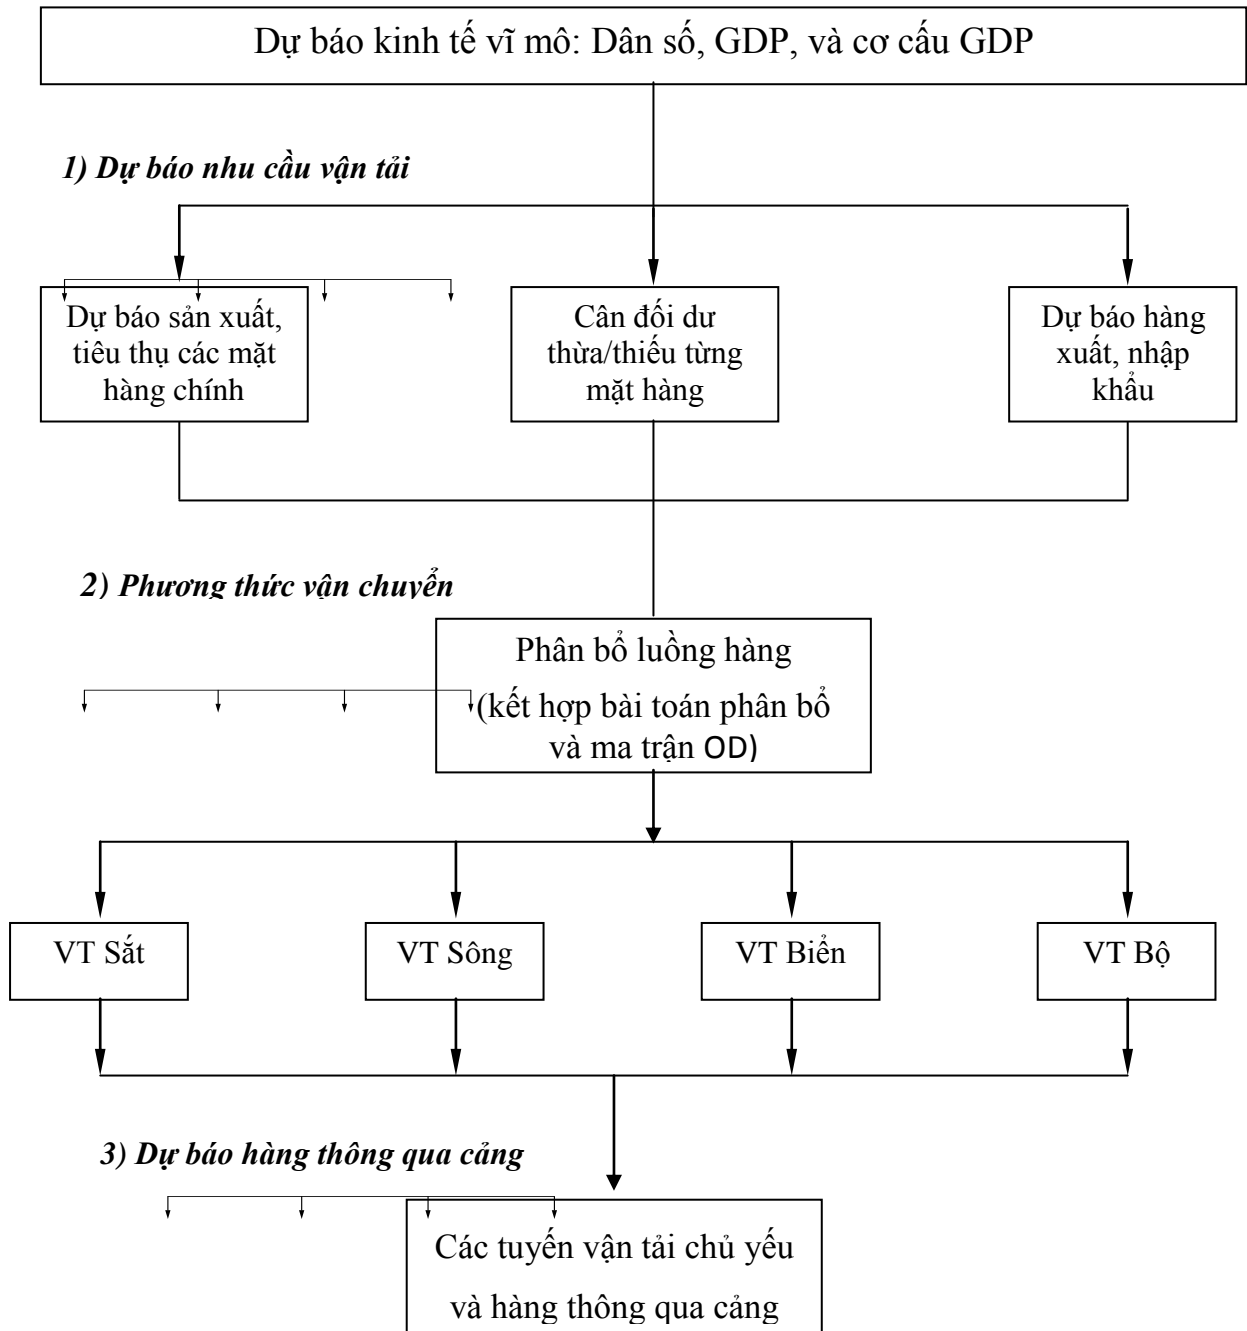 Dự báo kinh tế vĩ mô: Dân số, GDP, và cơ cấu GDP
1) Dự báo nhu cầu vận tải
Dự báo sản xuất,
tiêu thụ các mặt
hàng chính
Cân đối dư
thừa/thiếu từng
mặt hàng
Dự báo hàng
xuất, nhập
khẩu
2) Phương thức vận chuyển
Phân bổ luồng hàng
(kết hợp bài toán phân bổ
và ma trận OD)
VT Sắt
VT Sông
VT Biển
VT Bộ
3) Dự báo hàng thông qua cảng
Các tuyến vận tải chủ yếu
và hàng thông qua cảng